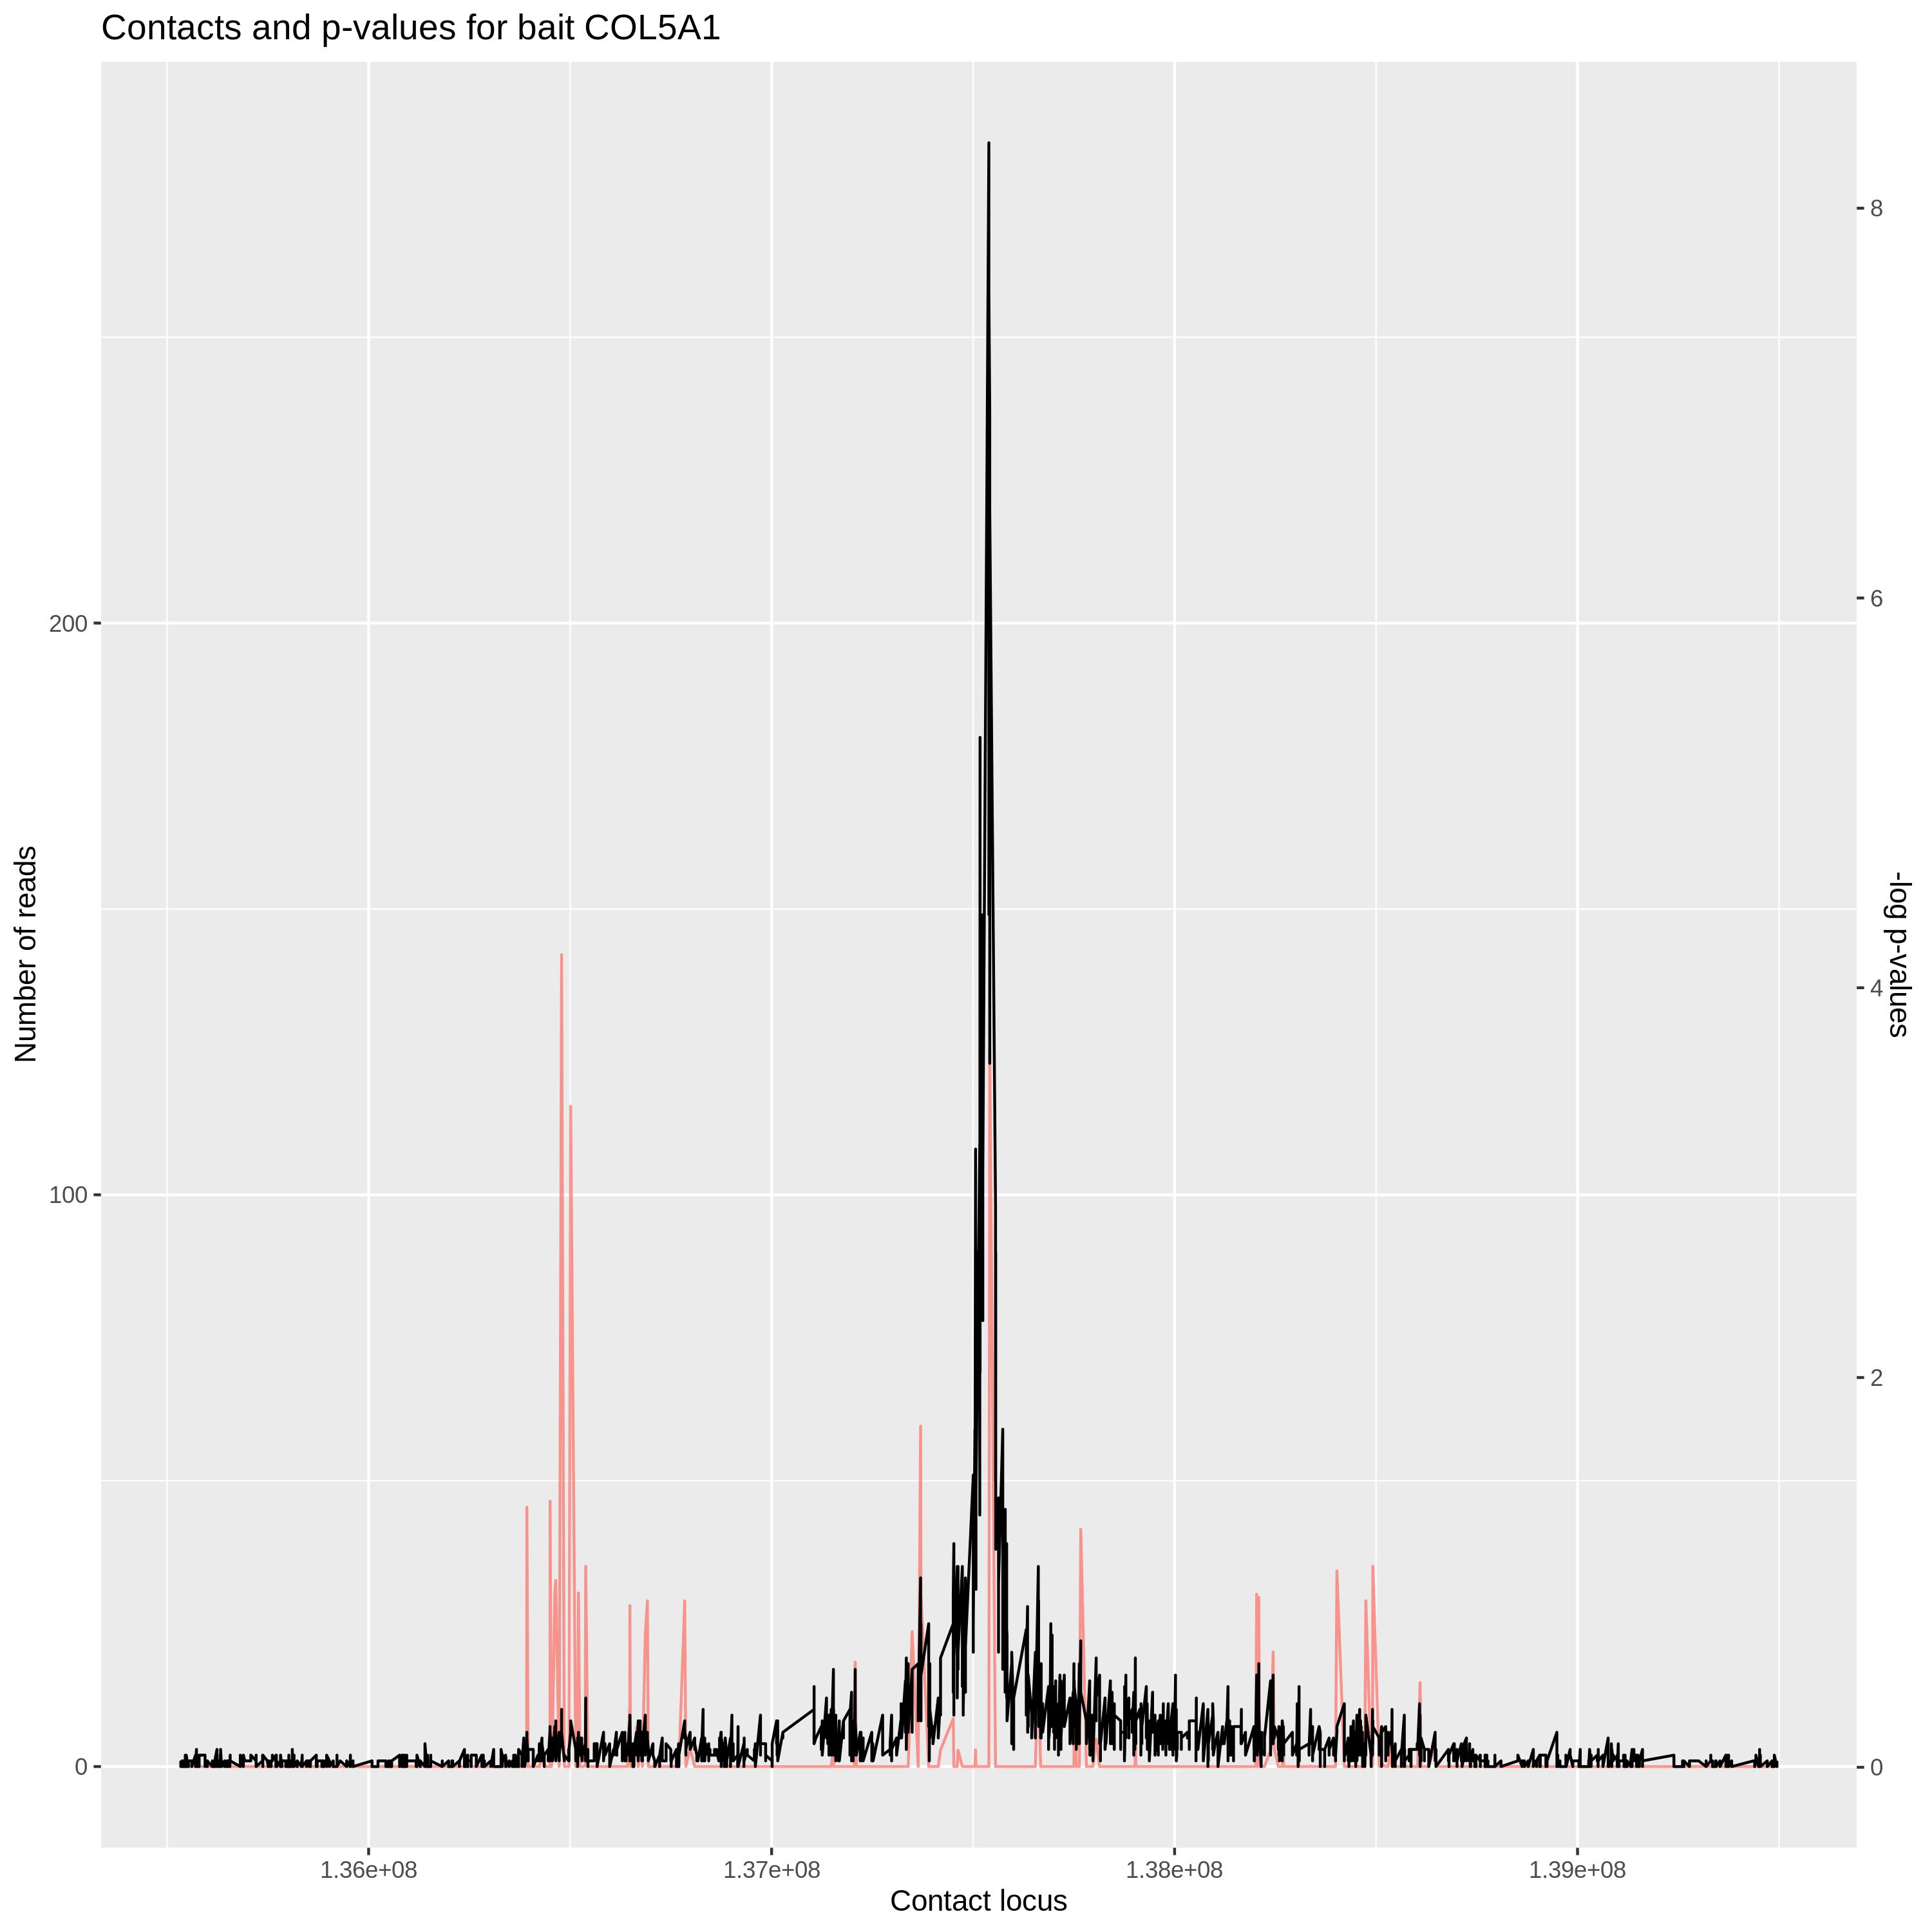 Contacts and p-values for bait COL5A1
Number of reads
200
100
0
8
6
4
2
0
-log p-values
1.36e+08
1.37e+08
1.38e+08
1.39e+08
Contact locus